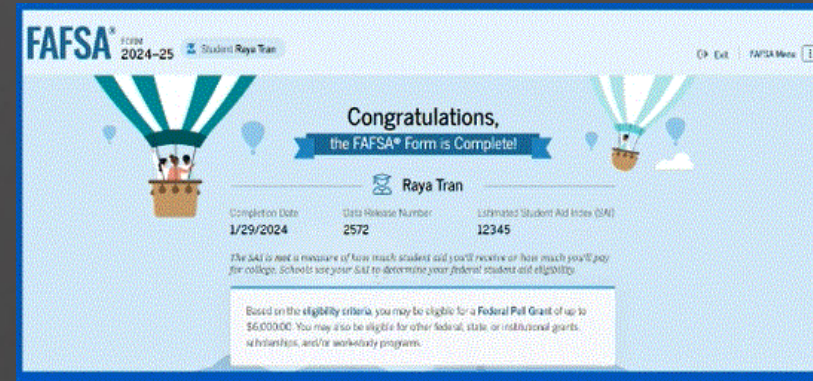 FAFSA® FORM 2024–25 Student Raya Tran
Exit FAFSA Menu
Congratulations,
the FAFSA® Form is Complete!
Raya Tran
Completion Date Data Release Number Estimated Student Aid Index (SAI)
1/29/2024 2572 12345
The SAI is not a measure of how much student aid you'll receive or how much you'll pay
for college. Schools use your SAI to determine your federal student aid eligibility.
Based on the eligibility criteria, you may be eligible for a Federal Pell Grant of up to
$6,000.00. You may also be eligible for other federal, state, or institutional grants,
scholarships, and/or work-study programs.